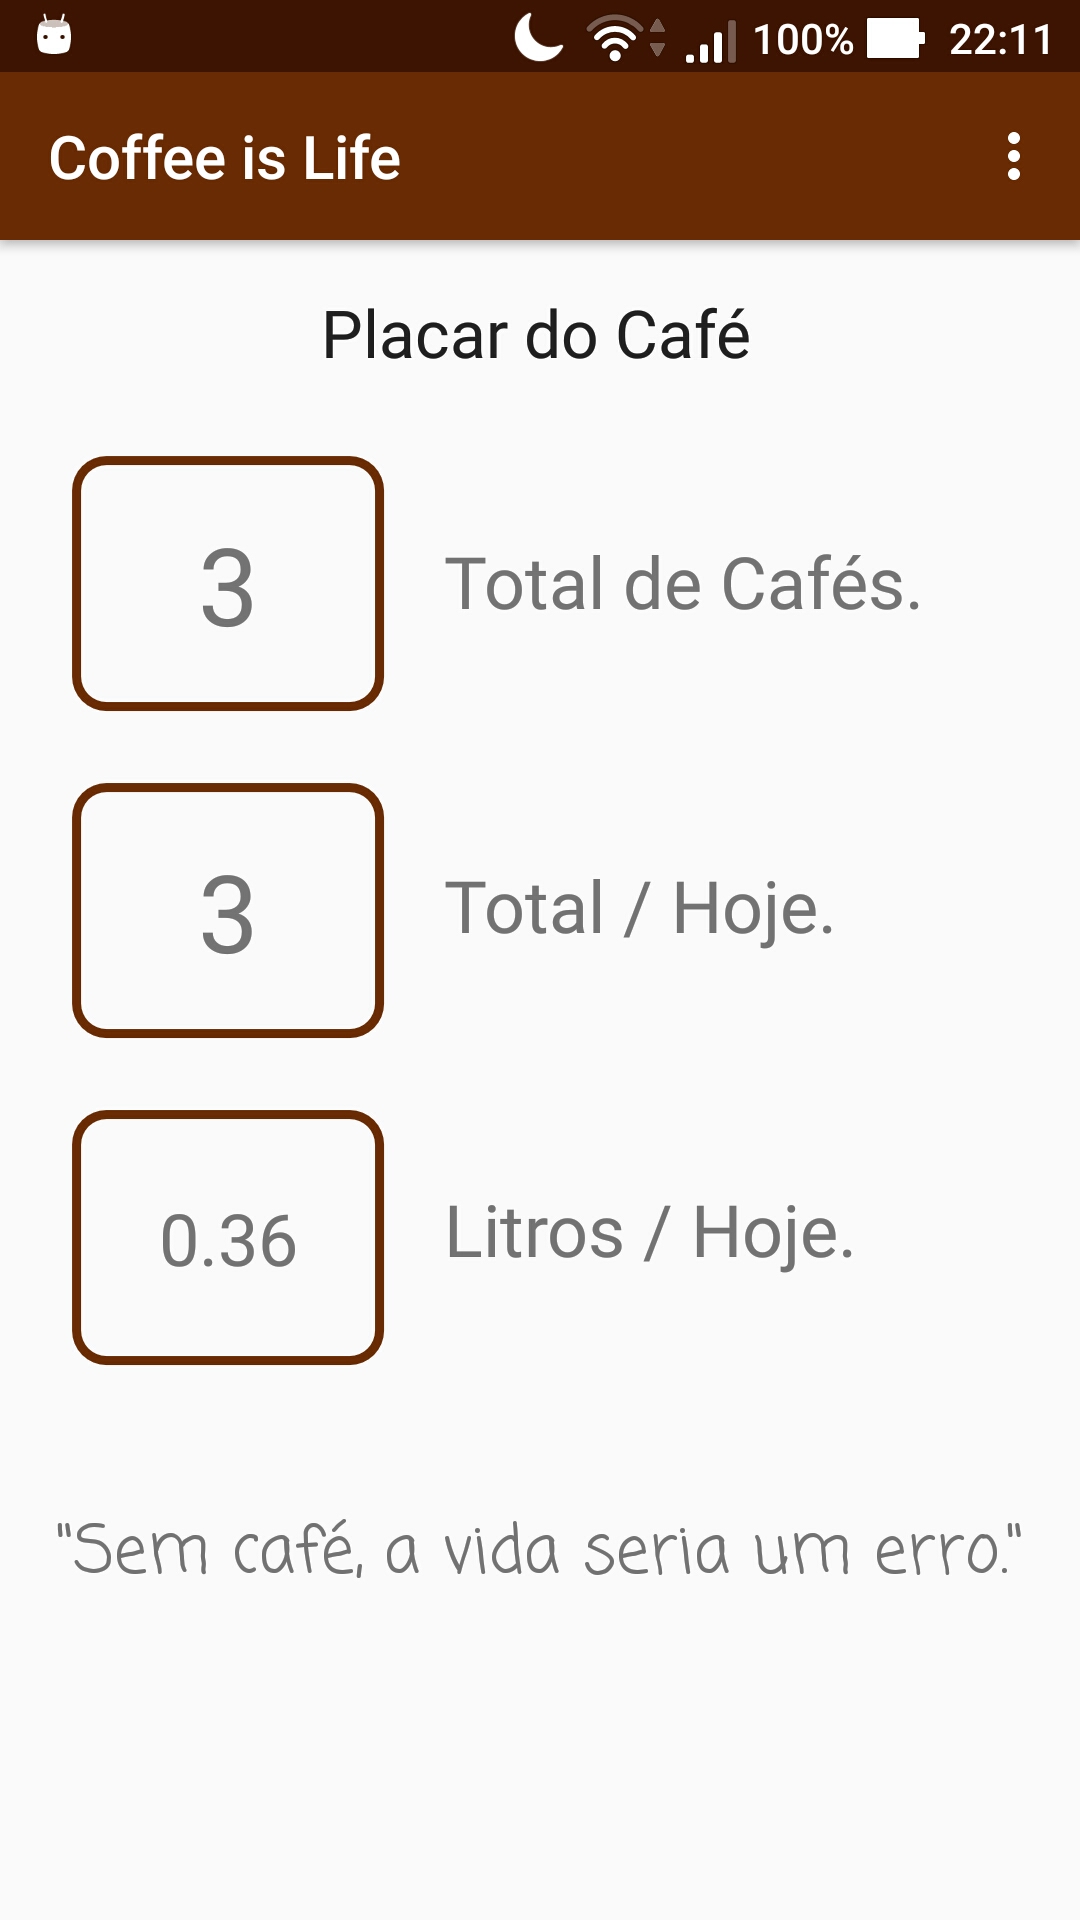 100% 22:11
Coffee is Life
Placar do Café
3 Total de Cafés.
3 Total / Hoje.
0.36 Litros / Hoje.
"Sem café, a vida seria um erro."